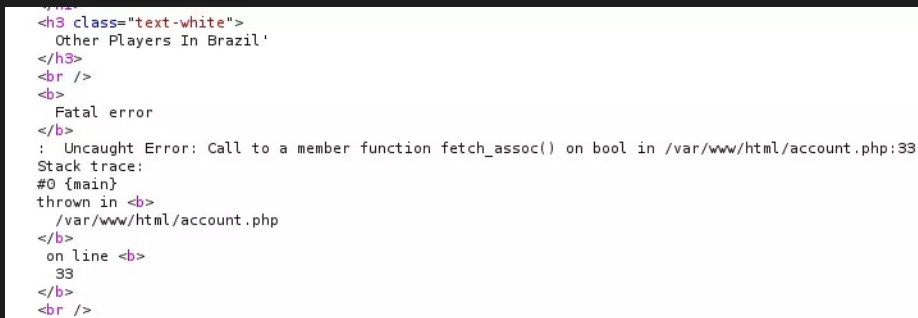 <h3 class="text-white">
Other Players In Brazil'
</h3>
<br />
<b>
Fatal error
</b>
:  Uncaught Error: Call to a member function fetch_assoc() on bool in /var/www/html/account.php:33
Stack trace:
#0 {main}
thrown in <b>
/var/www/html/account.php
</b>
on line <b>
33
</b>
<br />